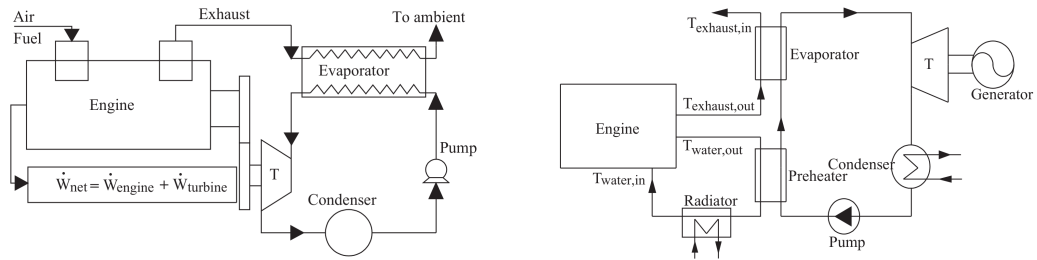 Air
Fuel
Exhaust
To ambient
Evaporator
Engine
Ẇnet = Ẇengine + Ẇturbine
T
Pump
Condenser
Texhaust,in
Evaporator
T
Generator
Texhaust,out
Engine
Twater,out
Condenser
Preheater
Twater,in
Radiator
Pump